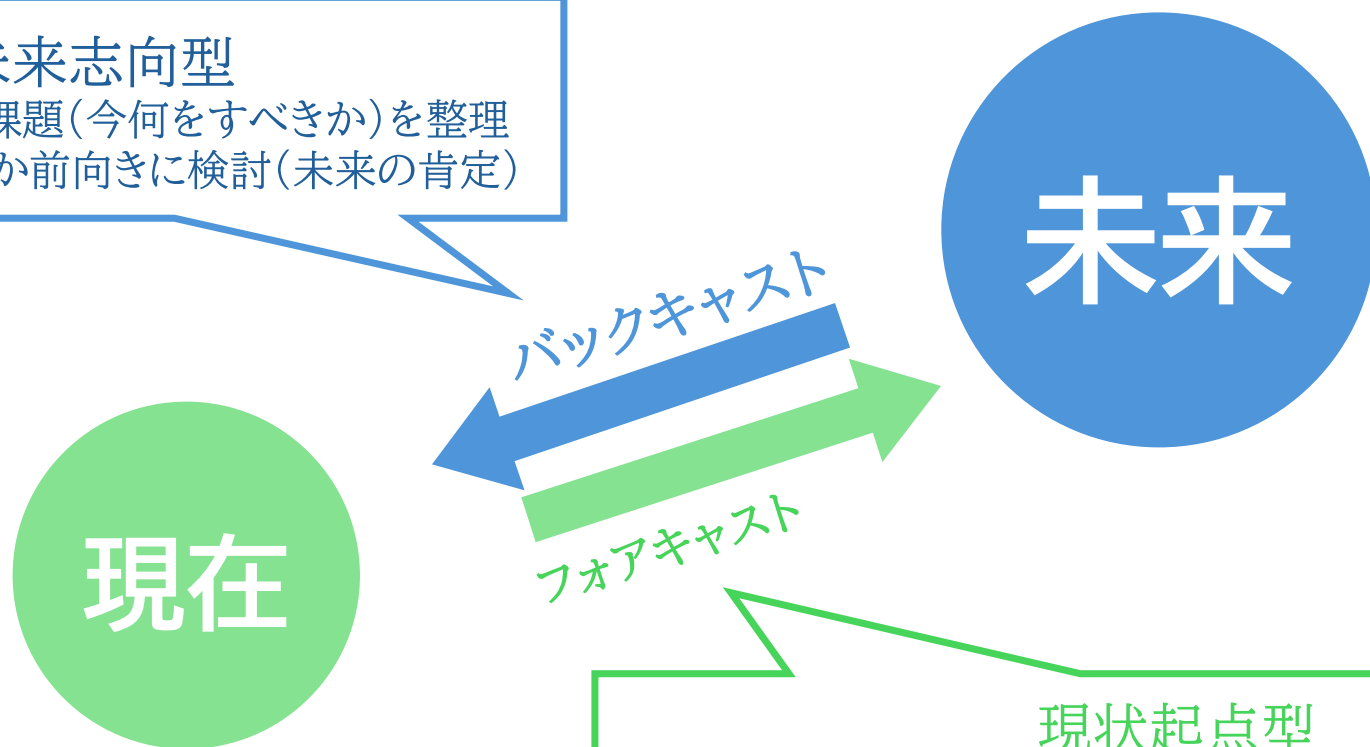 未来志向型
課題(今何をすべきか)を整理
か前向きに検討(未来の肯定)
未来
バックキャスト
フォアキャスト
現在
現状起点型